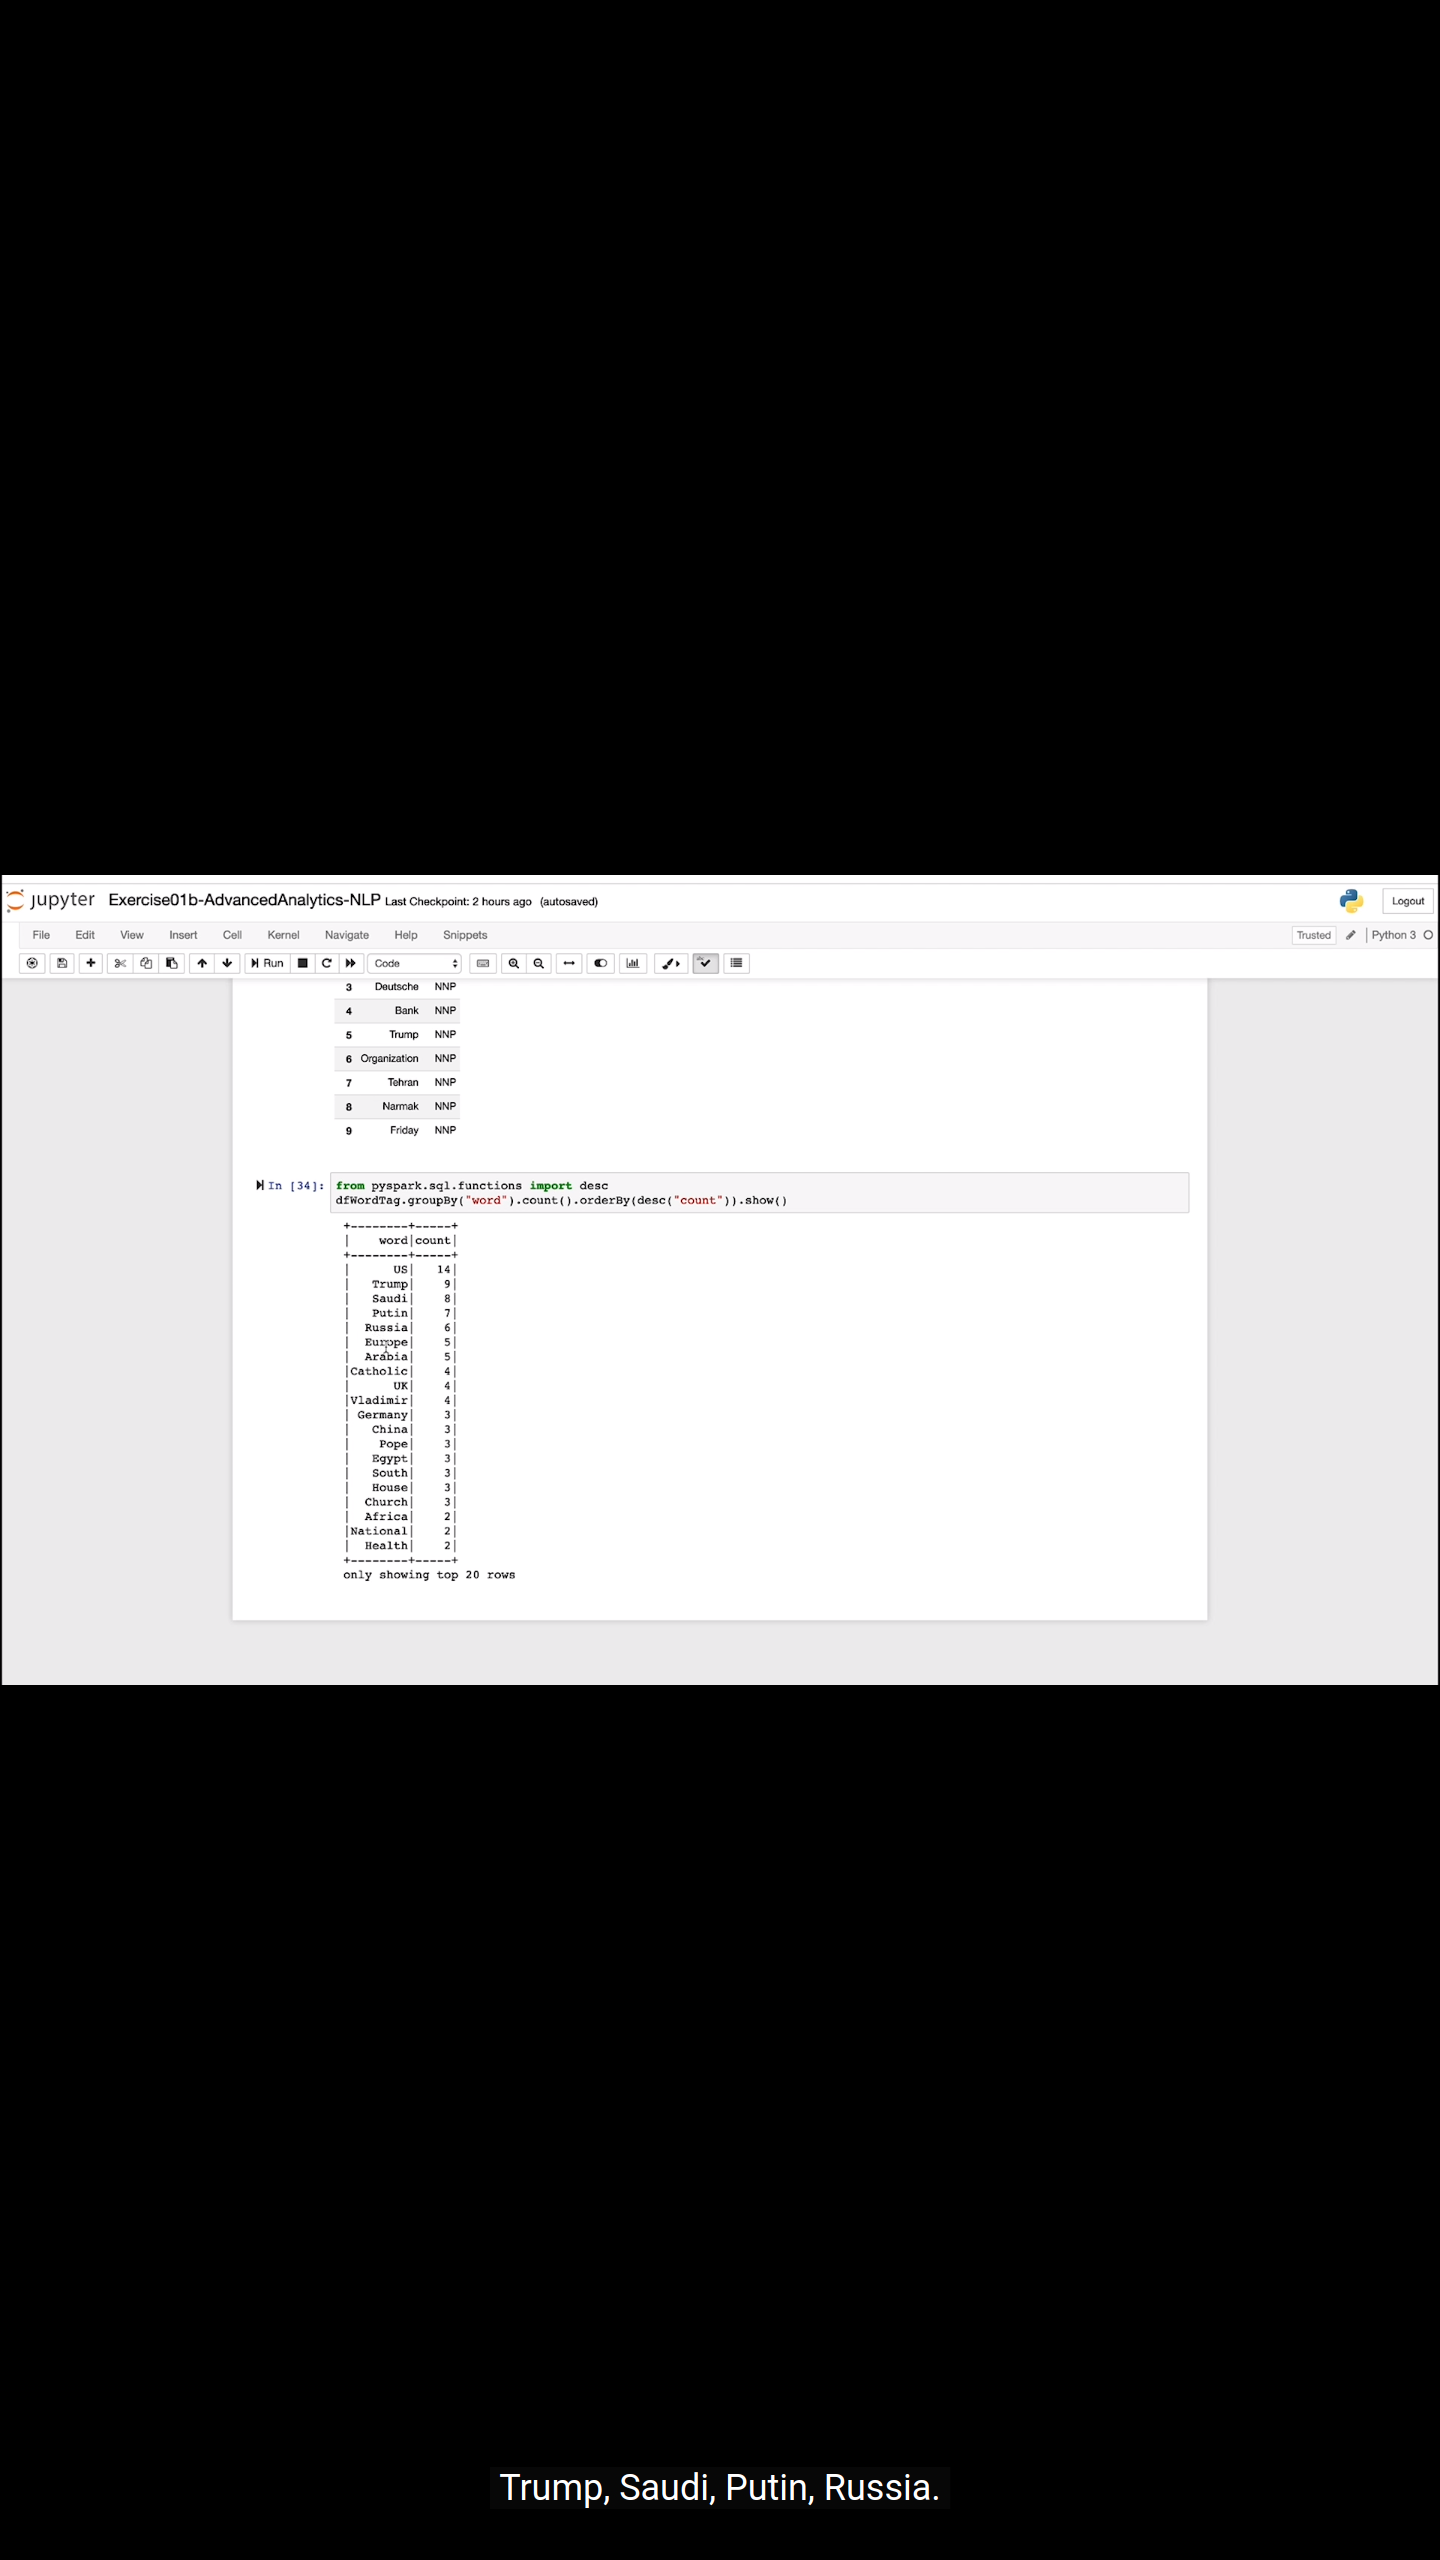 jupyter Exercise01b-AdvancedAnalytics-NLP Last Checkpoint: 2 hours ago (autosaved) Logout
File Edit View Insert Cell Kernel Navigate Help Snippets Trusted Python 3
Run Code
3 Deutsche NNP
4 Bank NNP
5 Trump NNP
6 Organization NNP
7 Tehran NNP
8 Narmak NNP
9 Friday NNP
In [34]: from pyspark.sql.functions import desc
dfWordTag.groupBy("word").count().orderBy(desc("count")).show()
+--------+-----+
|    word|count|
+--------+-----+
|      US|   14|
|   Trump|    9|
|   Saudi|    8|
|   Putin|    7|
|  Russia|    6|
|  Europe|    5|
|  Arabia|    5|
|Catholic|    4|
|      UK|    4|
|Vladimir|    4|
| Germany|    3|
|   China|    3|
|    Pope|    3|
|   Egypt|    3|
|   South|    3|
|   House|    3|
|  Church|    3|
|  Africa|    2|
|National|    2|
|  Health|    2|
+--------+-----+
only showing top 20 rows
Trump, Saudi, Putin, Russia.